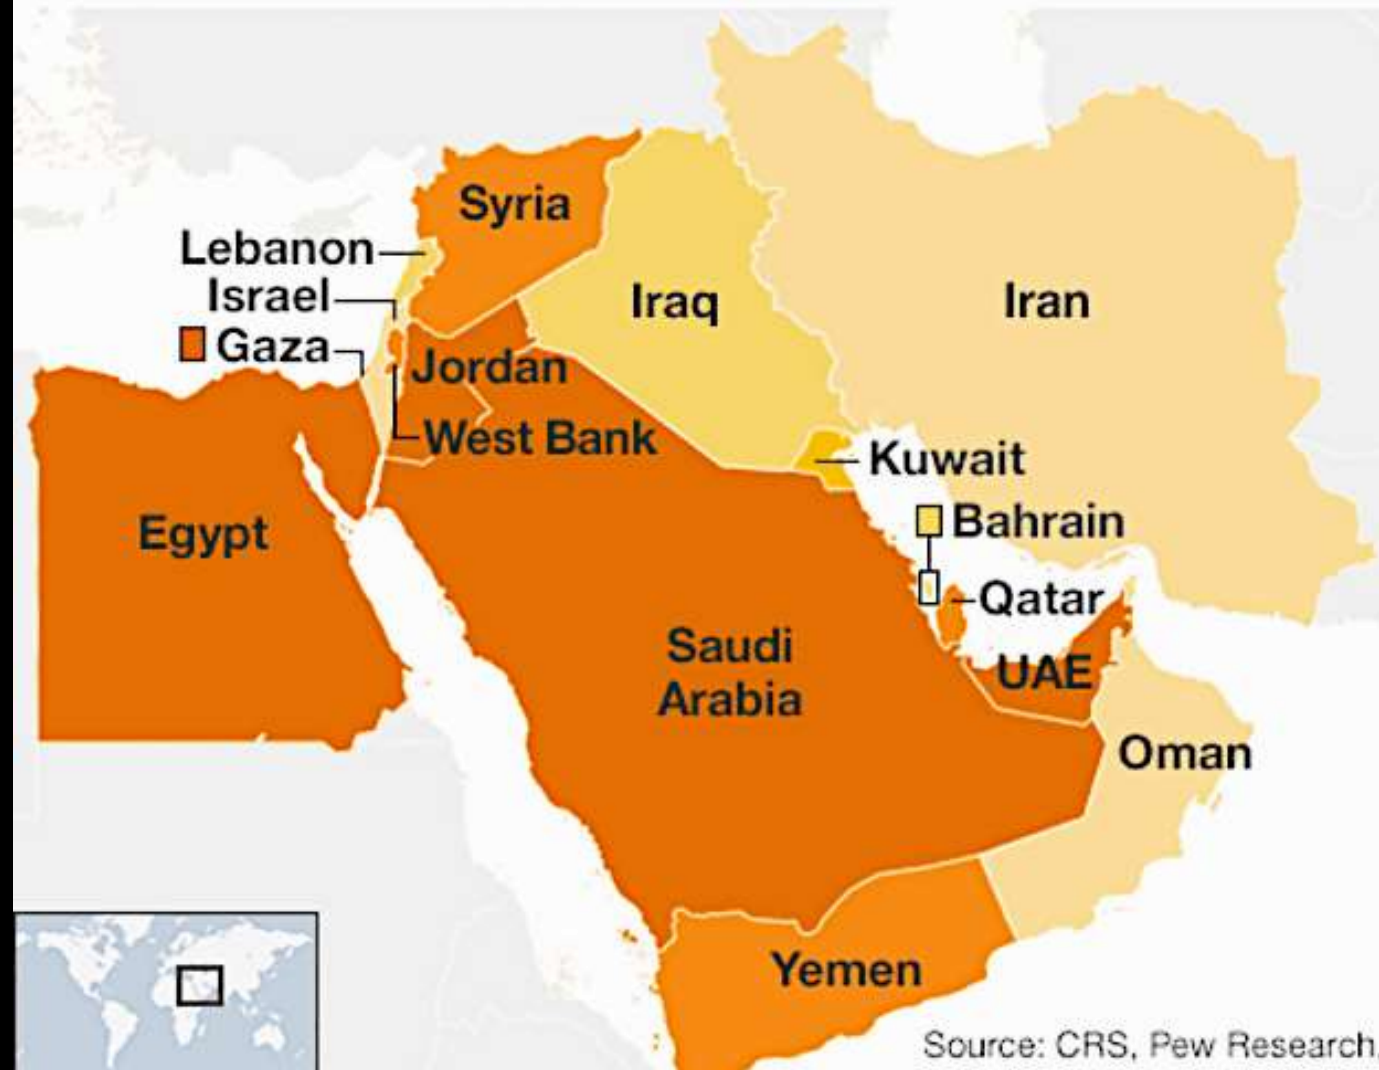 Syria
Lebanon
Israel
Iraq
Iran
Gaza
Jordan
West Bank
Kuwait
Bahrain
Egypt
Qatar
Saudi
Arabia
UAE
Oman
Yemen
Source: CRS, Pew Research,